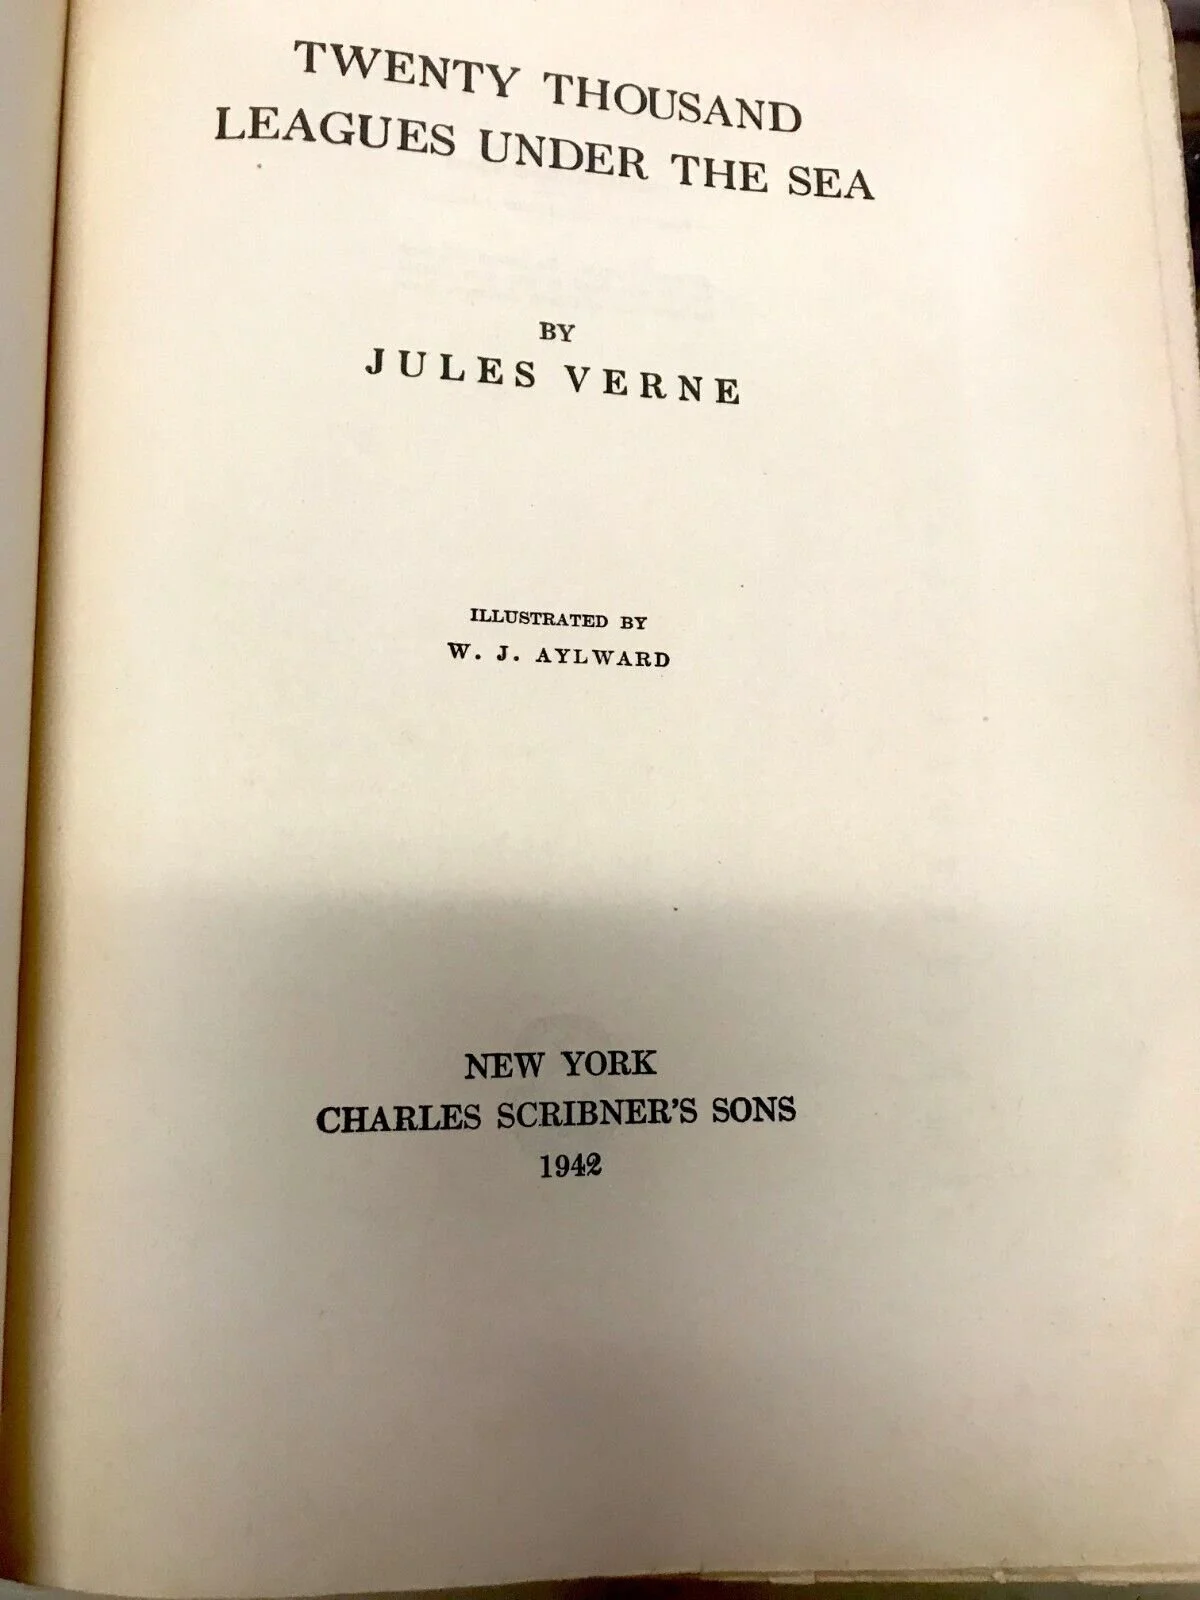 TWENTY THOUSAND
LEAGUES UNDER THE SEA
BY
JULES VERNE
ILLUSTRATED BY
W. J. AYLWARD
NEW YORK
CHARLES SCRIBNER'S SONS
1942